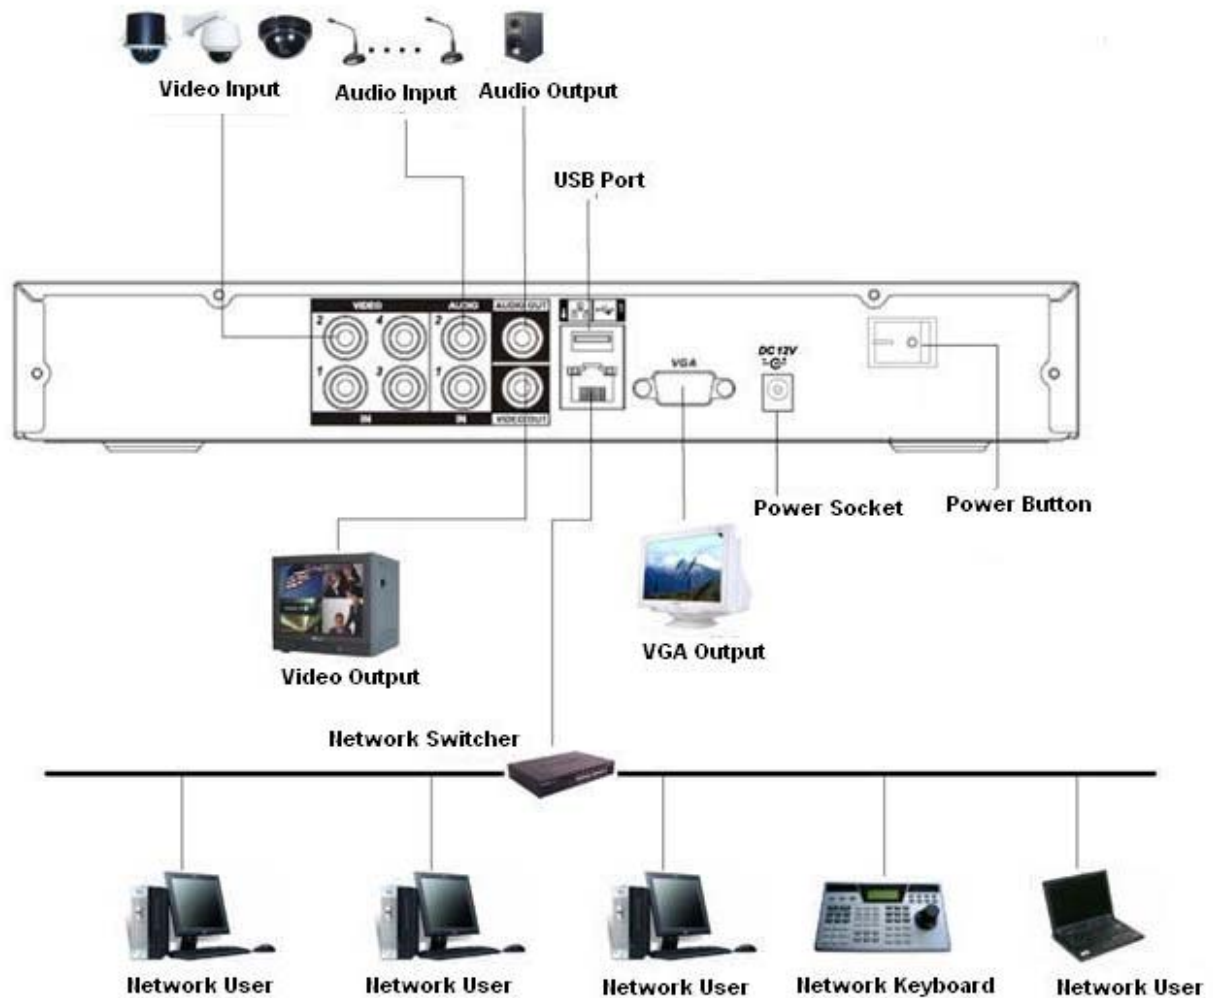 Video Input
Audio Input
Audio Output
USB Port
VIDEO
AUDIO
AUDIO OUT
2
4
2
1
3
1
IN
IN
VIDEO OUT
VGA
DC 12V
Power Socket
Power Button
Video Output
VGA Output
Network Switcher
Network User
Network User
Network User
Network Keyboard
Network User